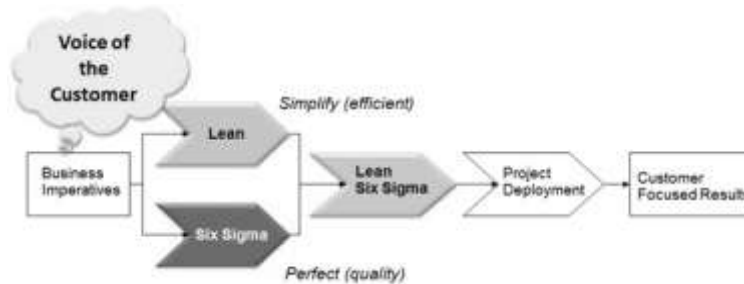 Voice of
the
Customer
Simplify (efficient)
Lean
Business
Imperatives
Lean
Six Sigma
Project
Deployment
Customer
Focused Results
Six Sigma
Perfect (quality)